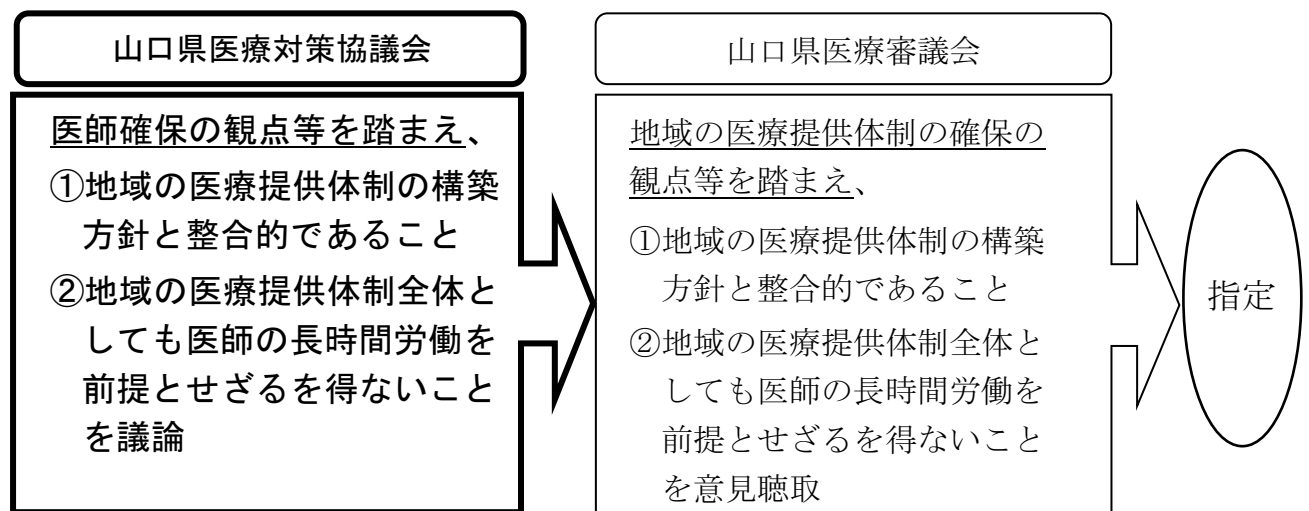 山口県医療対策協議会
医師確保の観点等を踏まえ、
①地域の医療提供体制の構築
方針と整合的であること
②地域の医療提供体制全体と
しても医師の長時間労働を
前提とせざるを得ないこと
を議論
山口県医療審議会
地域の医療提供体制の確保の
観点等を踏まえ、
①地域の医療提供体制の構築
方針と整合的であること
②地域の医療提供体制全体と
しても医師の長時間労働を
前提とせざるを得ないこと
を意見聴取
指定